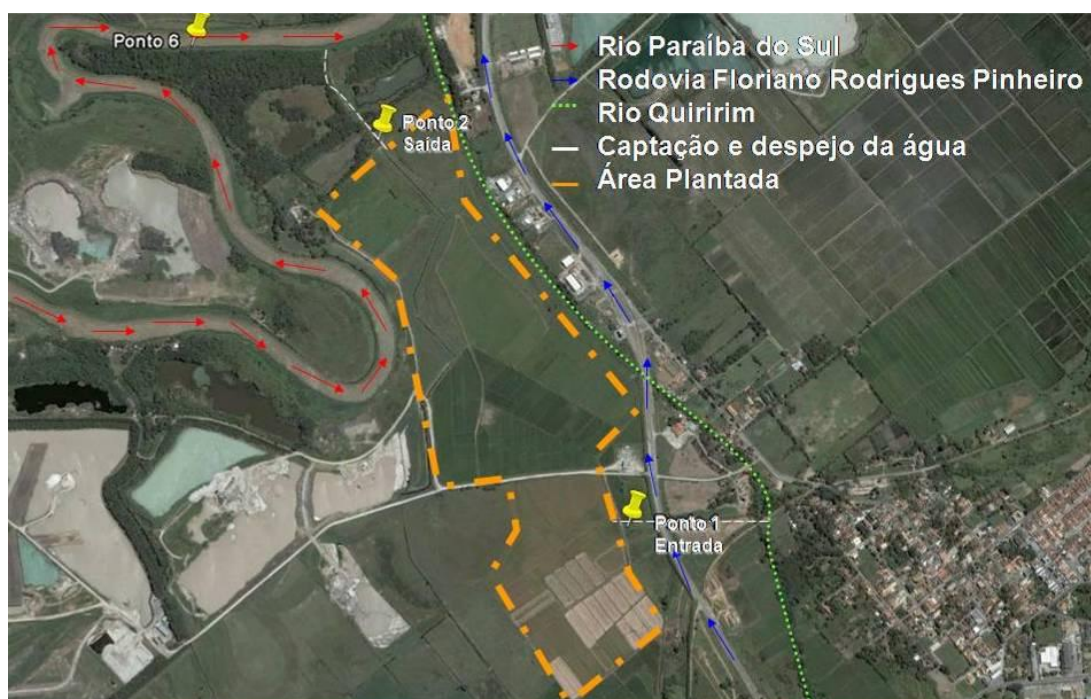 Ponto 6
Rio Paraíba do Sul
Rodovia Floriano Rodrigues Pinheiro
Rio Quiririm
Captação e despejo da água
Área Plantada
Ponto 2
Saída
Ponto 1
Entrada